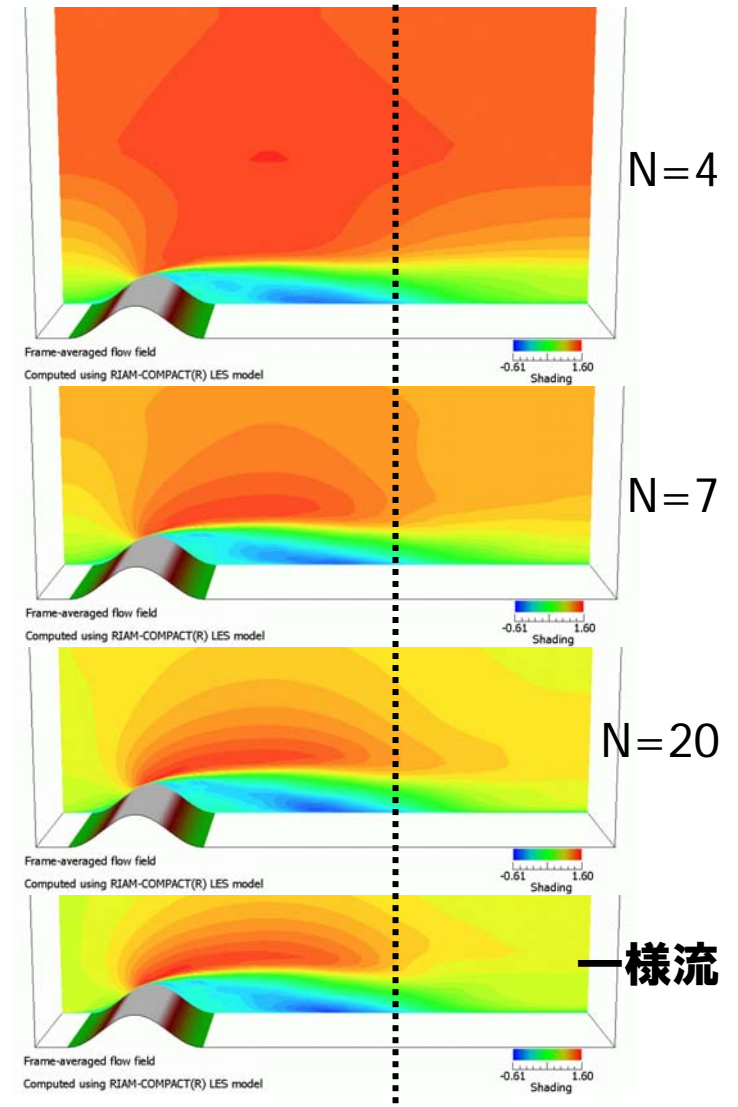 N=4
Frame-averaged flow field
Computed using RIAM-COMPACT(R) LES model
-0.61 1.60
Shading
N=7
Frame-averaged flow field
Computed using RIAM-COMPACT(R) LES model
-0.61 1.60
Shading
N=20
Frame-averaged flow field
Computed using RIAM-COMPACT(R) LES model
-0.61 1.60
Shading
一様流
Frame-averaged flow field
Computed using RIAM-COMPACT(R) LES model
-0.61 1.60
Shading